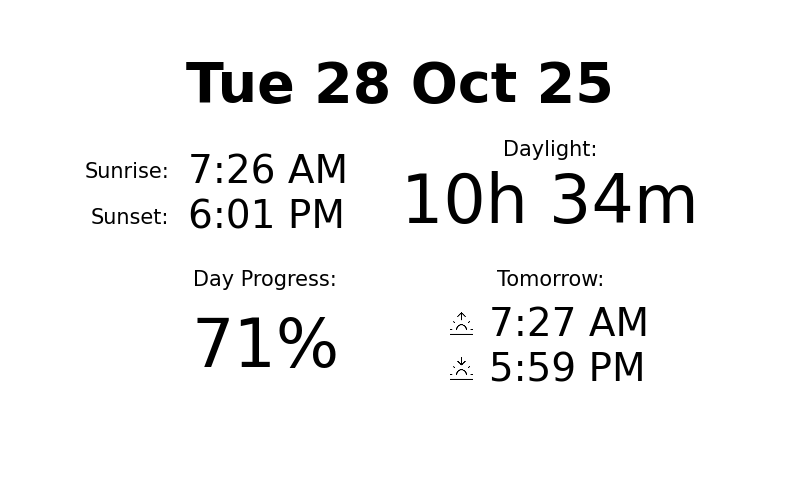 Tue 28 Oct 25
Sunrise: 7:26 AM
Sunset: 6:01 PM
Daylight:
10h 34m
Day Progress:
71%
Tomorrow:
7:27 AM
5:59 PM